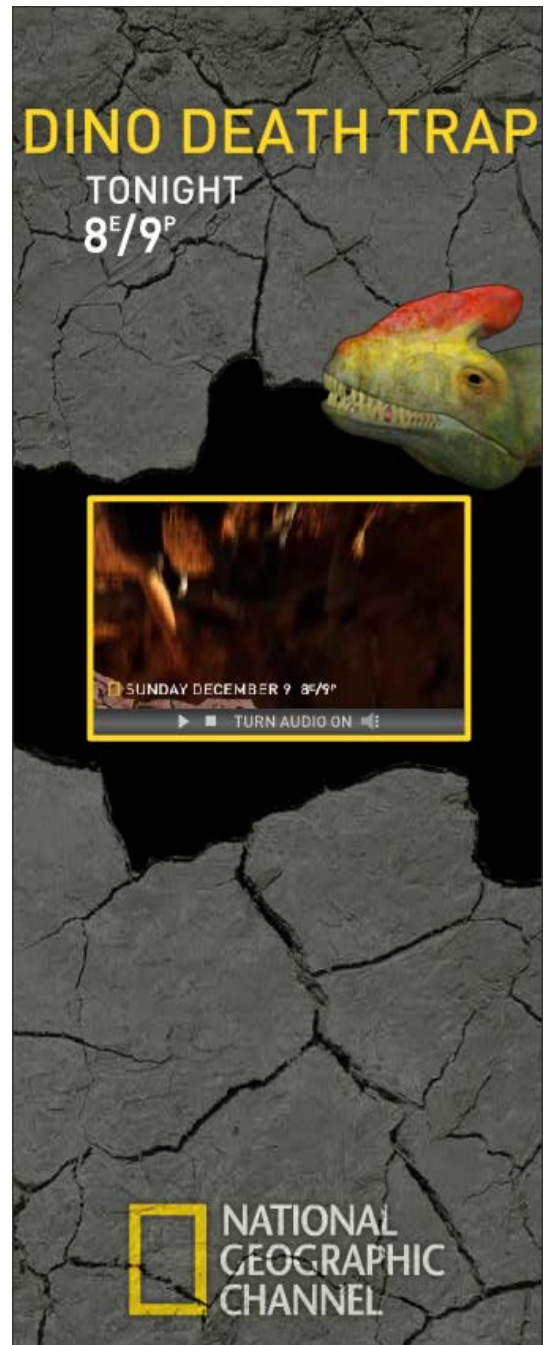 DINO DEATH TRAP
TONIGHT
8E/9P
SUNDAY DECEMBER 9 8E/9P
TURN AUDIO ON
NATIONAL
GEOGRAPHIC
CHANNEL